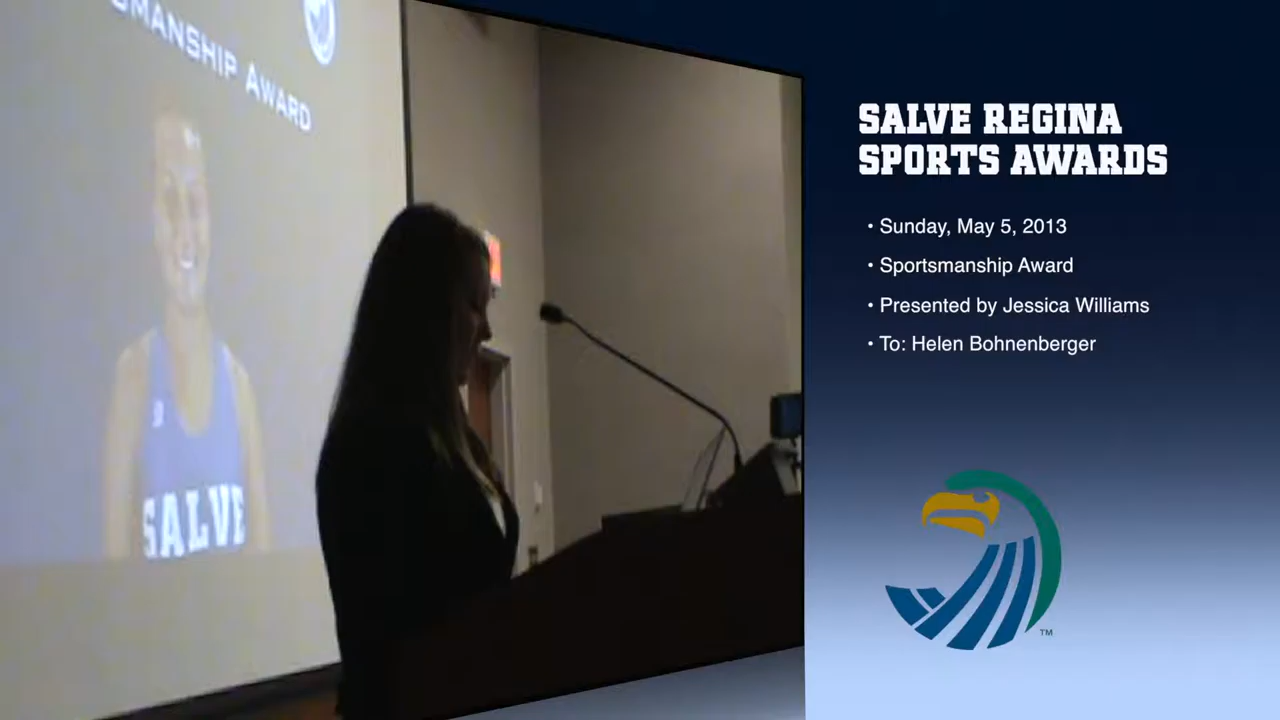 MANSHIP AWARD
SALVE
SALVE REGINA
SPORTS AWARDS
• Sunday, May 5, 2013
• Sportsmanship Award
• Presented by Jessica Williams
• To: Helen Bohnenberger
TM